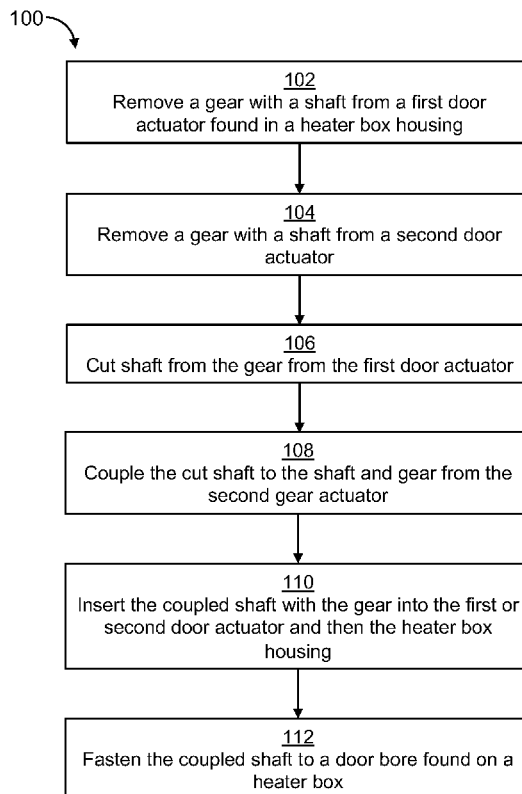 100
102
Remove a gear with a shaft from a first door
actuator found in a heater box housing
104
Remove a gear with a shaft from a second door
actuator
106
Cut shaft from the gear from the first door actuator
108
Couple the cut shaft to the shaft and gear from the
second gear actuator
110
Insert the coupled shaft with the gear into the first or
second door actuator and then the heater box
housing
112
Fasten the coupled shaft to a door bore found on a
heater box